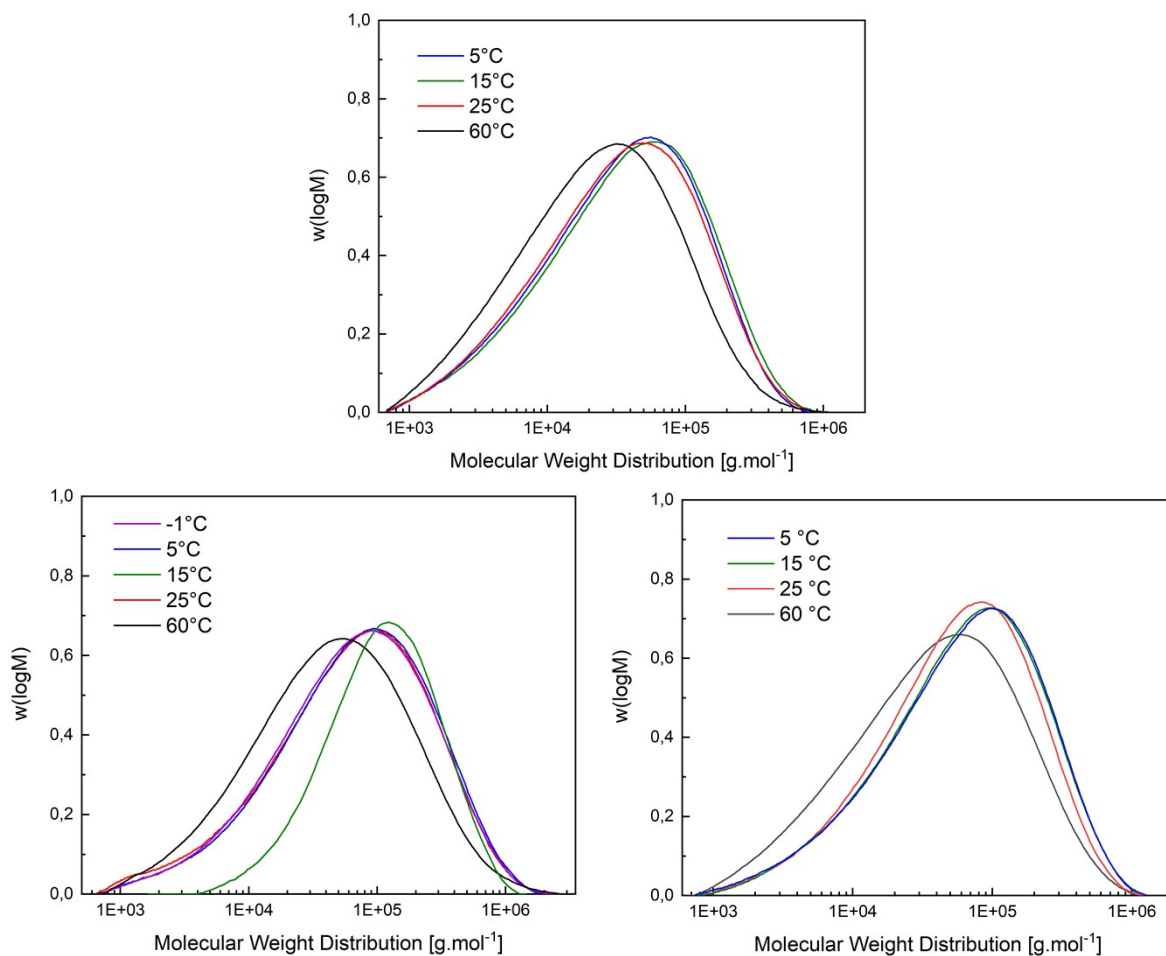 1,0
0,8
0,6
0,4
0,2
0,0
w(logM)
5°C
15°C
25°C
60°C
1E+03 1E+04 1E+05 1E+06
Molecular Weight Distribution [g.mol⁻¹]
1,0
0,8
0,6
0,4
0,2
0,0
w(logM)
-1°C
5°C
15°C
25°C
60°C
1E+03 1E+04 1E+05 1E+06
Molecular Weight Distribution [g.mol⁻¹]
1,0
0,8
0,6
0,4
0,2
0,0
w(logM)
5 °C
15 °C
25 °C
60 °C
1E+03 1E+04 1E+05 1E+06
Molecular Weight Distribution [g.mol⁻¹]